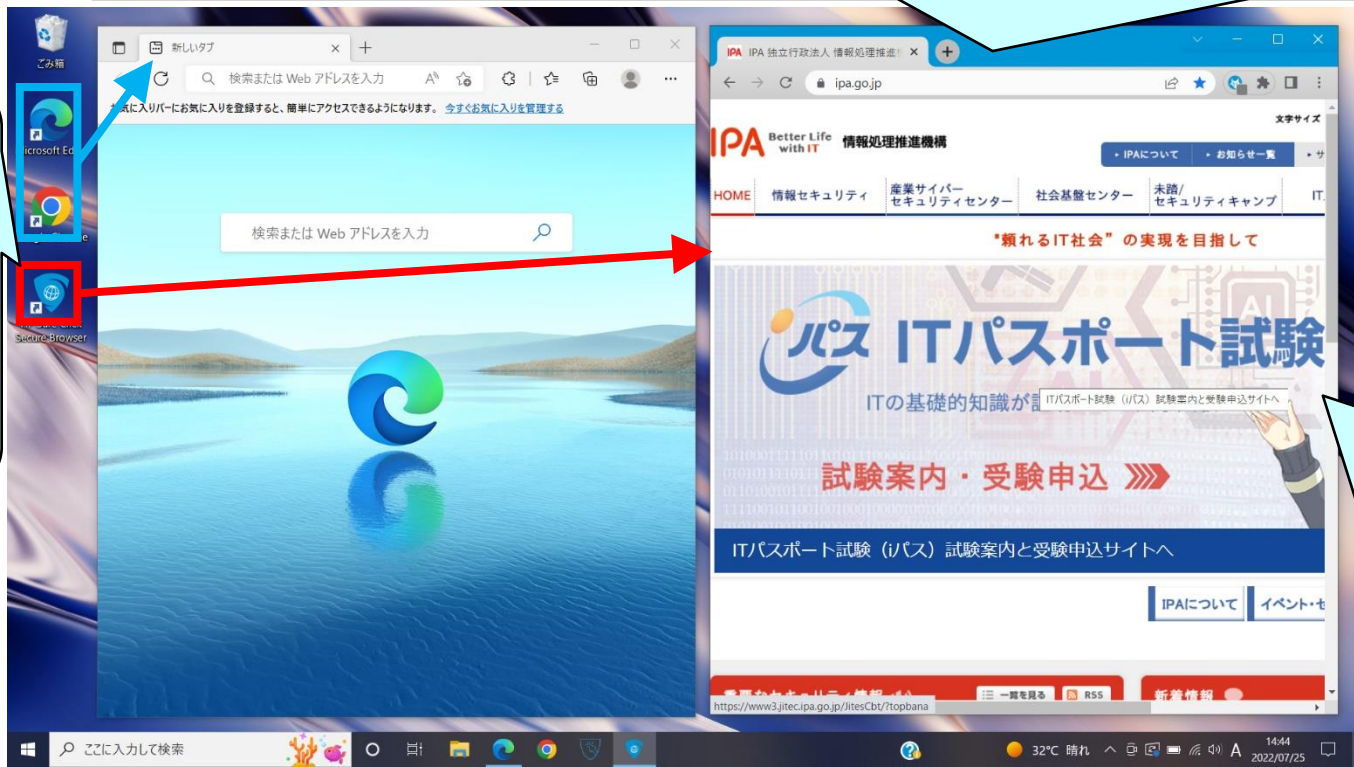 ごみ箱
Microsoft Ed
Secure Browser
新しいタブ
検索または Web アドレスを入力
お気に入りバーにお気に入りを登録すると、簡単にアクセスできるようになります。 今すぐお気に入りを管理する
検索または Web アドレスを入力
IPA IPA 独立行政法人 情報処理推進
ipa.go.jp
文字サイズ
IPA Better Life with IT 情報処理推進機構
IPAについて お知らせ一覧 サ
HOME 情報セキュリティ 産業サイバーセキュリティセンター 社会基盤センター 未踏/セキュリティキャンプ IT
"頼れるIT社会" の実現を目指して
iパス ITパスポート試験
ITの基礎的知識が
ITパスポート試験(iパス)試験案内と受験申込サイトへ
試験案内・受験申込
ITパスポート試験(iパス)試験案内と受験申込サイトへ
IPAについて イベント・セ
一覧を見る RSS 新着情報
https://www3.jitec.ipa.go.jp/JitesCbt/?topbana
ここに入力して検索
32℃ 晴れ A 14:44
2022/07/25